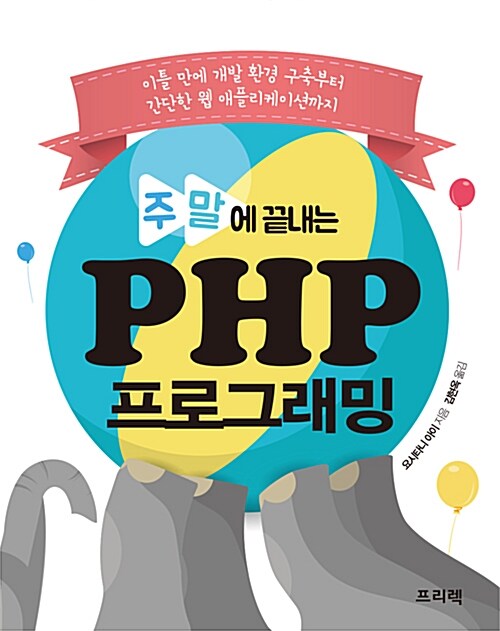 이틀 만에 개발 환경 구축부터
간단한 웹 애플리케이션까지
주말에 끝내는
PHP
프로그래밍
요시타니 아이 지음 김현옥 옮김
프리렉